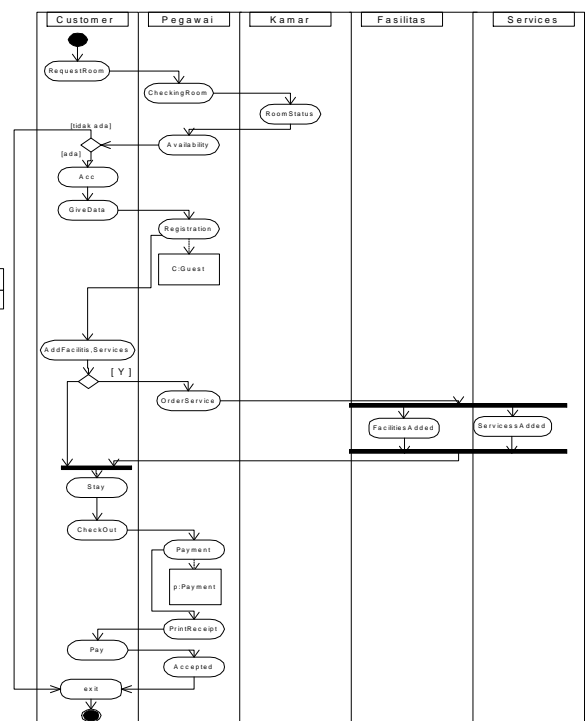 Customer
Pegawai
Kamar
Fasilitas
Services
RequestRoom
CheckingRoom
RoomStatus
[tidak ada]
Availability
[ada]
Acc
GiveData
Registration
C:Guest
AddFacilitis,Services
[ Y ]
OrderService
FacilitiesAdded
ServicessAdded
Stay
CheckOut
Payment
p:Payment
PrintReceipt
Pay
Accepted
exit